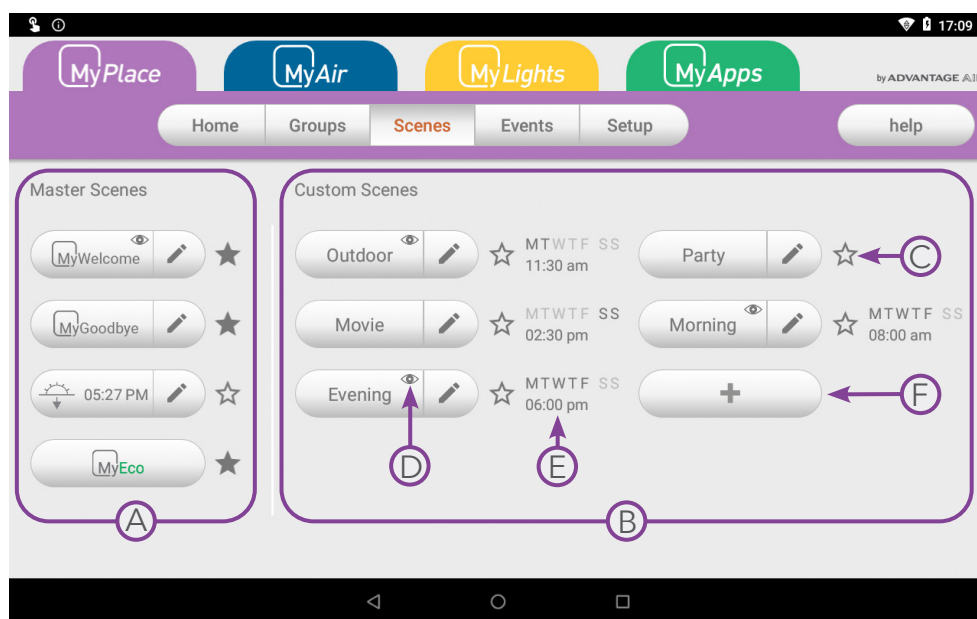 17:09
MyPlace MyAir MyLights MyApps by ADVANTAGE AIR
Home Groups Scenes Events Setup help
Master Scenes
MyWelcome
MyGoodbye
05:27 PM
MyEco
A
Custom Scenes
Outdoor MTWTF SS
11:30 am
Party C
Movie MTWTF SS
02:30 pm
Morning MTWTF SS
08:00 am
Evening MTWTF SS
06:00 pm
+ F
D E
B